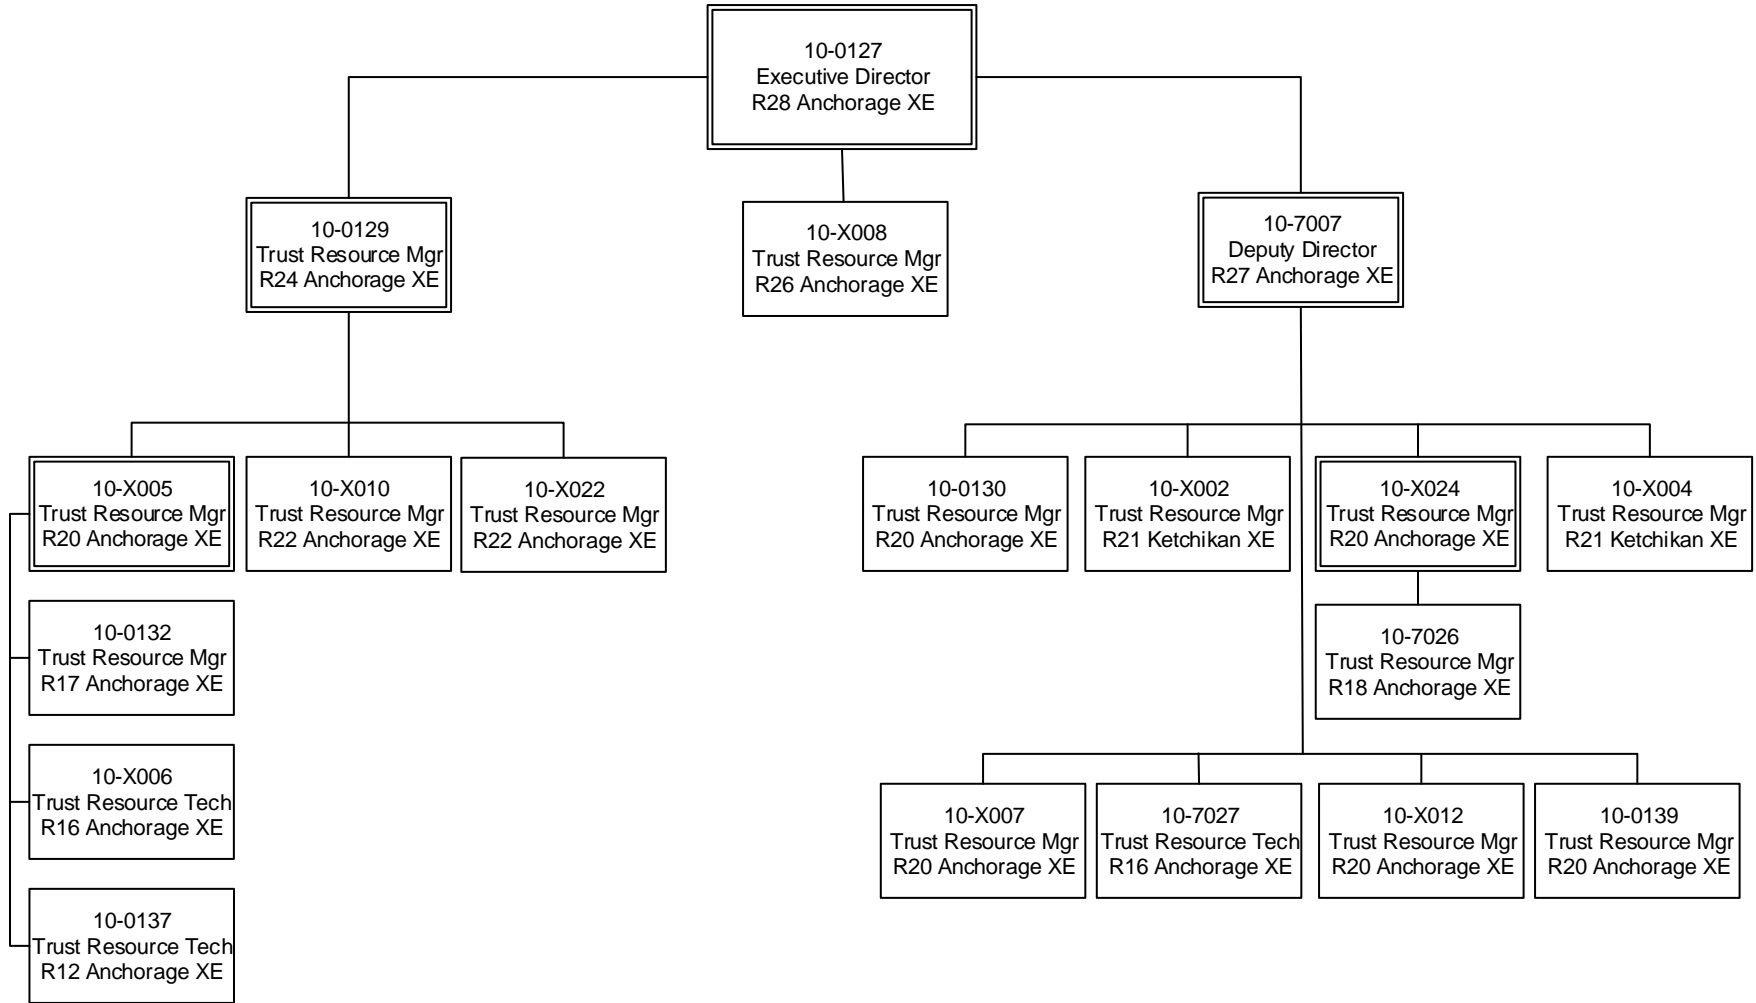 10-0127
Executive Director
R28 Anchorage XE
10-0129
Trust Resource Mgr
R24 Anchorage XE
10-X008
Trust Resource Mgr
R26 Anchorage XE
10-7007
Deputy Director
R27 Anchorage XE
10-X005
Trust Resource Mgr
R20 Anchorage XE
10-X010
Trust Resource Mgr
R22 Anchorage XE
10-X022
Trust Resource Mgr
R22 Anchorage XE
10-0130
Trust Resource Mgr
R20 Anchorage XE
10-X002
Trust Resource Mgr
R21 Ketchikan XE
10-X024
Trust Resource Mgr
R20 Anchorage XE
10-X004
Trust Resource Mgr
R21 Ketchikan XE
10-0132
Trust Resource Mgr
R17 Anchorage XE
10-7026
Trust Resource Mgr
R18 Anchorage XE
10-X006
Trust Resource Tech
R16 Anchorage XE
10-X007
Trust Resource Mgr
R20 Anchorage XE
10-7027
Trust Resource Tech
R16 Anchorage XE
10-X012
Trust Resource Mgr
R20 Anchorage XE
10-0139
Trust Resource Mgr
R20 Anchorage XE
10-0137
Trust Resource Tech
R12 Anchorage XE